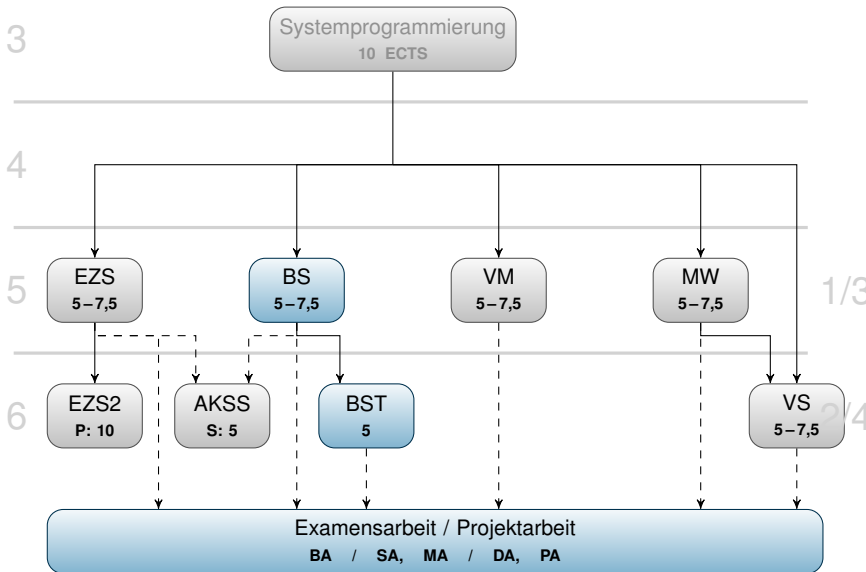 3
Systemprogrammierung
10 ECTS
4
5
EZS
5–7,5
BS
5–7,5
VM
5–7,5
MW
5–7,5
1/3
6
EZS2
P: 10
AKSS
S: 5
BST
5
VS
5–7,5
2/4
Examensarbeit / Projektarbeit
BA / SA, MA / DA, PA